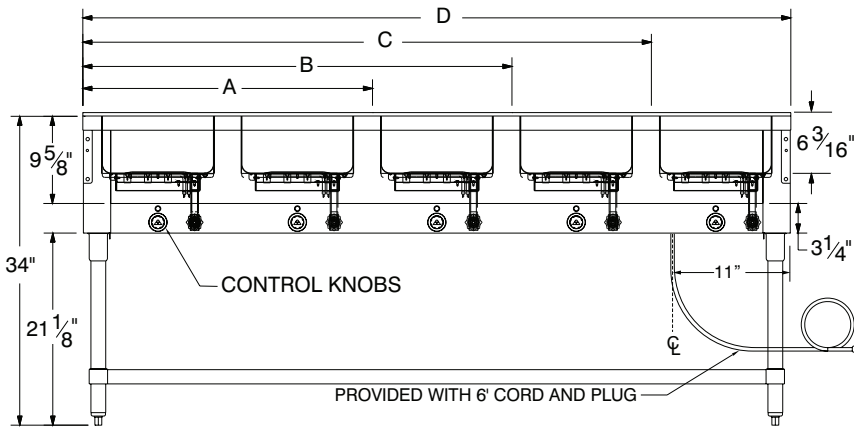 D
C
B
A
9 5/8"
6 3/16"
34"
3 1/4"
CONTROL KNOBS
11”
21 1/8"
℄
PROVIDED WITH 6' CORD AND PLUG